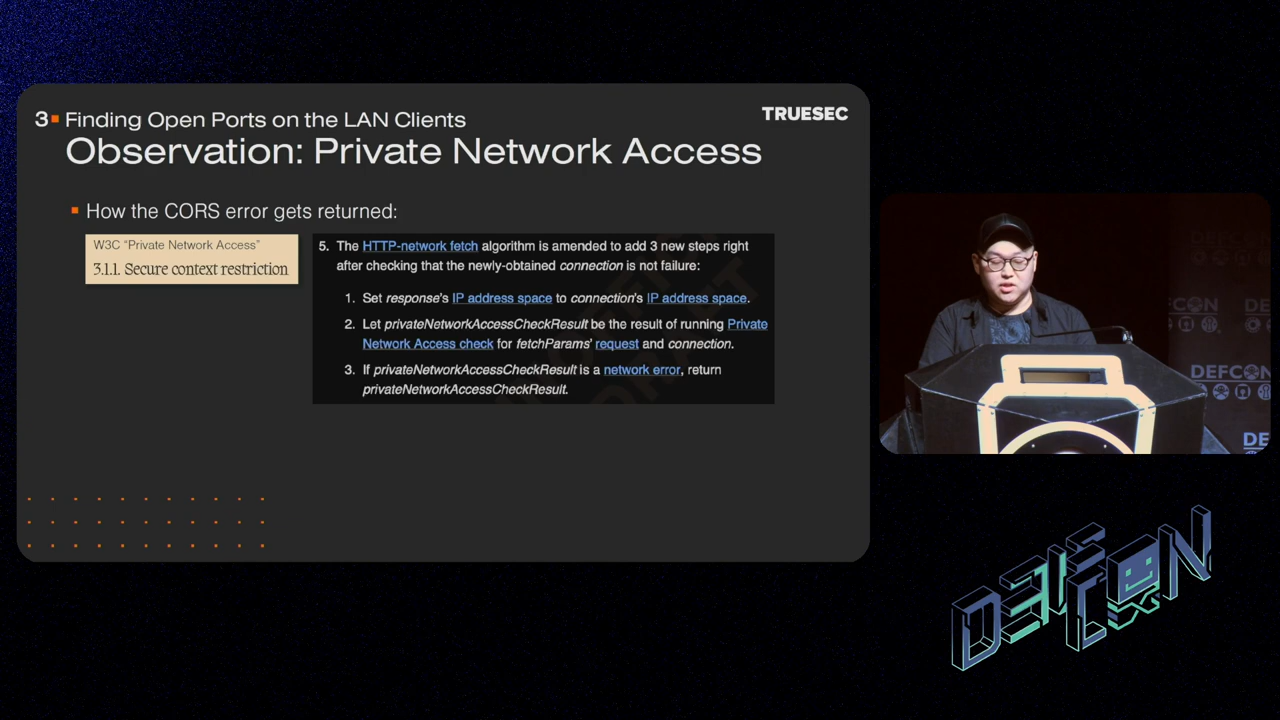 3 Finding Open Ports on the LAN Clients
TRUESEC
Observation: Private Network Access
How the CORS error gets returned:
W3C “Private Network Access”
3.1.1. Secure context restriction
5. The HTTP-network fetch algorithm is amended to add 3 new steps right
after checking that the newly-obtained connection is not failure:
1. Set response's IP address space to connection's IP address space.
2. Let privateNetworkAccessCheckResult be the result of running Private
Network Access check for fetchParams' request and connection.
3. If privateNetworkAccessCheckResult is a network error, return
privateNetworkAccessCheckResult.
DEFCON
DEFCON